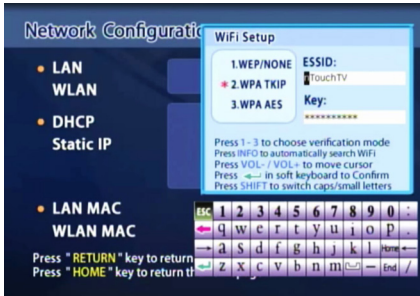 Network Configuratio
WiFi Setup
1.WEP/NONE
* 2.WPA TKIP
3.WPA AES
ESSID:
nTouchTV
Key:
**********
Press 1 - 3 to choose verification mode
Press INFO to automatically search WiFi
Press VOL- / VOL+ to move cursor
Press ↵ in soft keyboard to Confirm
Press SHIFT to switch caps/small letters
• LAN
WLAN
• DHCP
Static IP
• LAN MAC
WLAN MAC
Press " RETURN " key to return
Press " HOME " key to return th
ESC 1 2 3 4 5 6 7 8 9 0 .
← q w e r t y u i o p
→ a s d f g h j k l Home
↵ z x c v b n m – End /